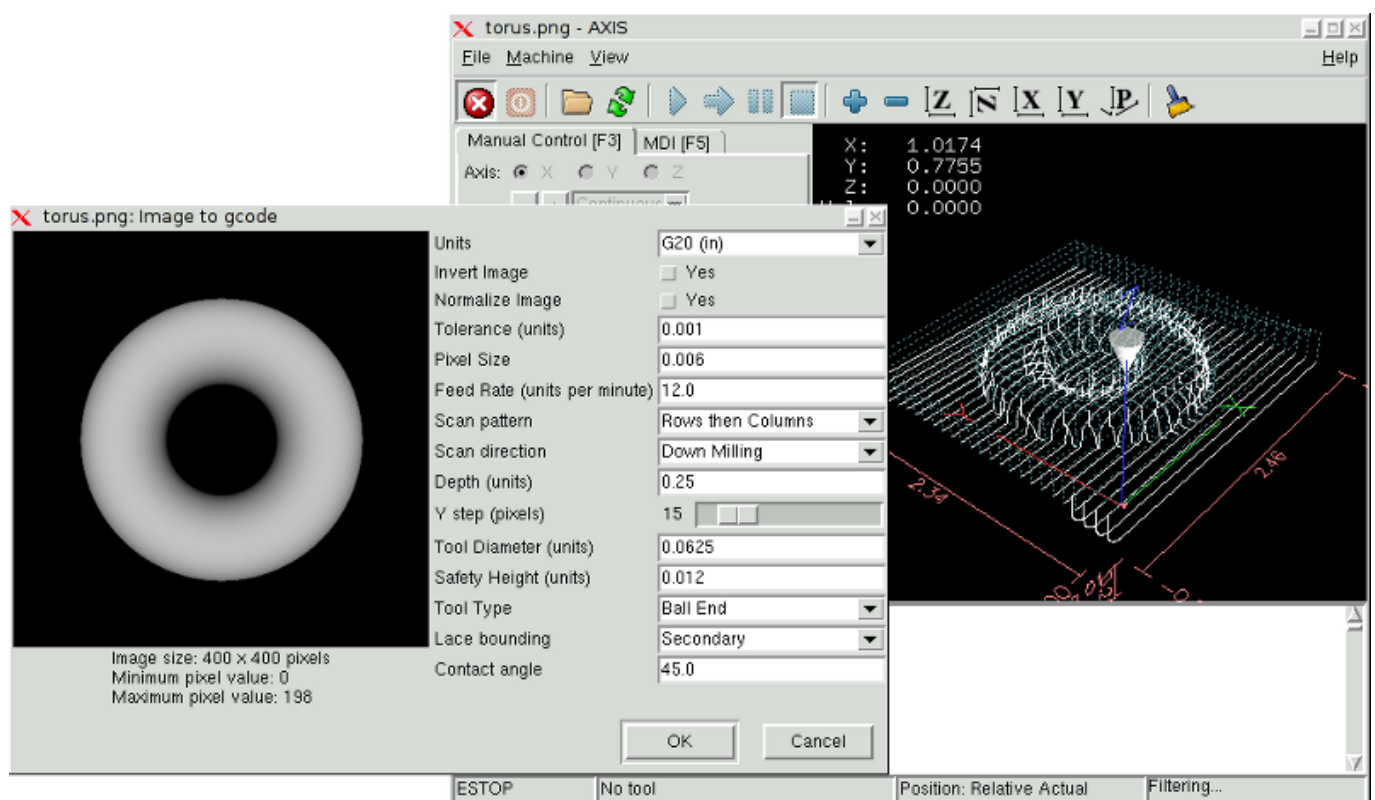 torus.png - AXIS
File Machine View Help
Z N X Y P
Manual Control [F3] MDI [F5]
Axis: X Y Z
Continuous
X: 1.0174
Y: 0.7755
Z: 0.0000
0.0000
2.34
2.46
torus.png: Image to gcode
Units G20 (in)
Invert Image Yes
Normalize Image Yes
Tolerance (units) 0.001
Pixel Size 0.006
Feed Rate (units per minute) 12.0
Scan pattern Rows then Columns
Scan direction Down Milling
Depth (units) 0.25
Y step (pixels) 15
Tool Diameter (units) 0.0625
Safety Height (units) 0.012
Tool Type Ball End
Lace bounding Secondary
Contact angle 45.0
Image size: 400 x 400 pixels
Minimum pixel value: 0
Maximum pixel value: 198
OK Cancel
ESTOP No tool Position: Relative Actual Filtering...